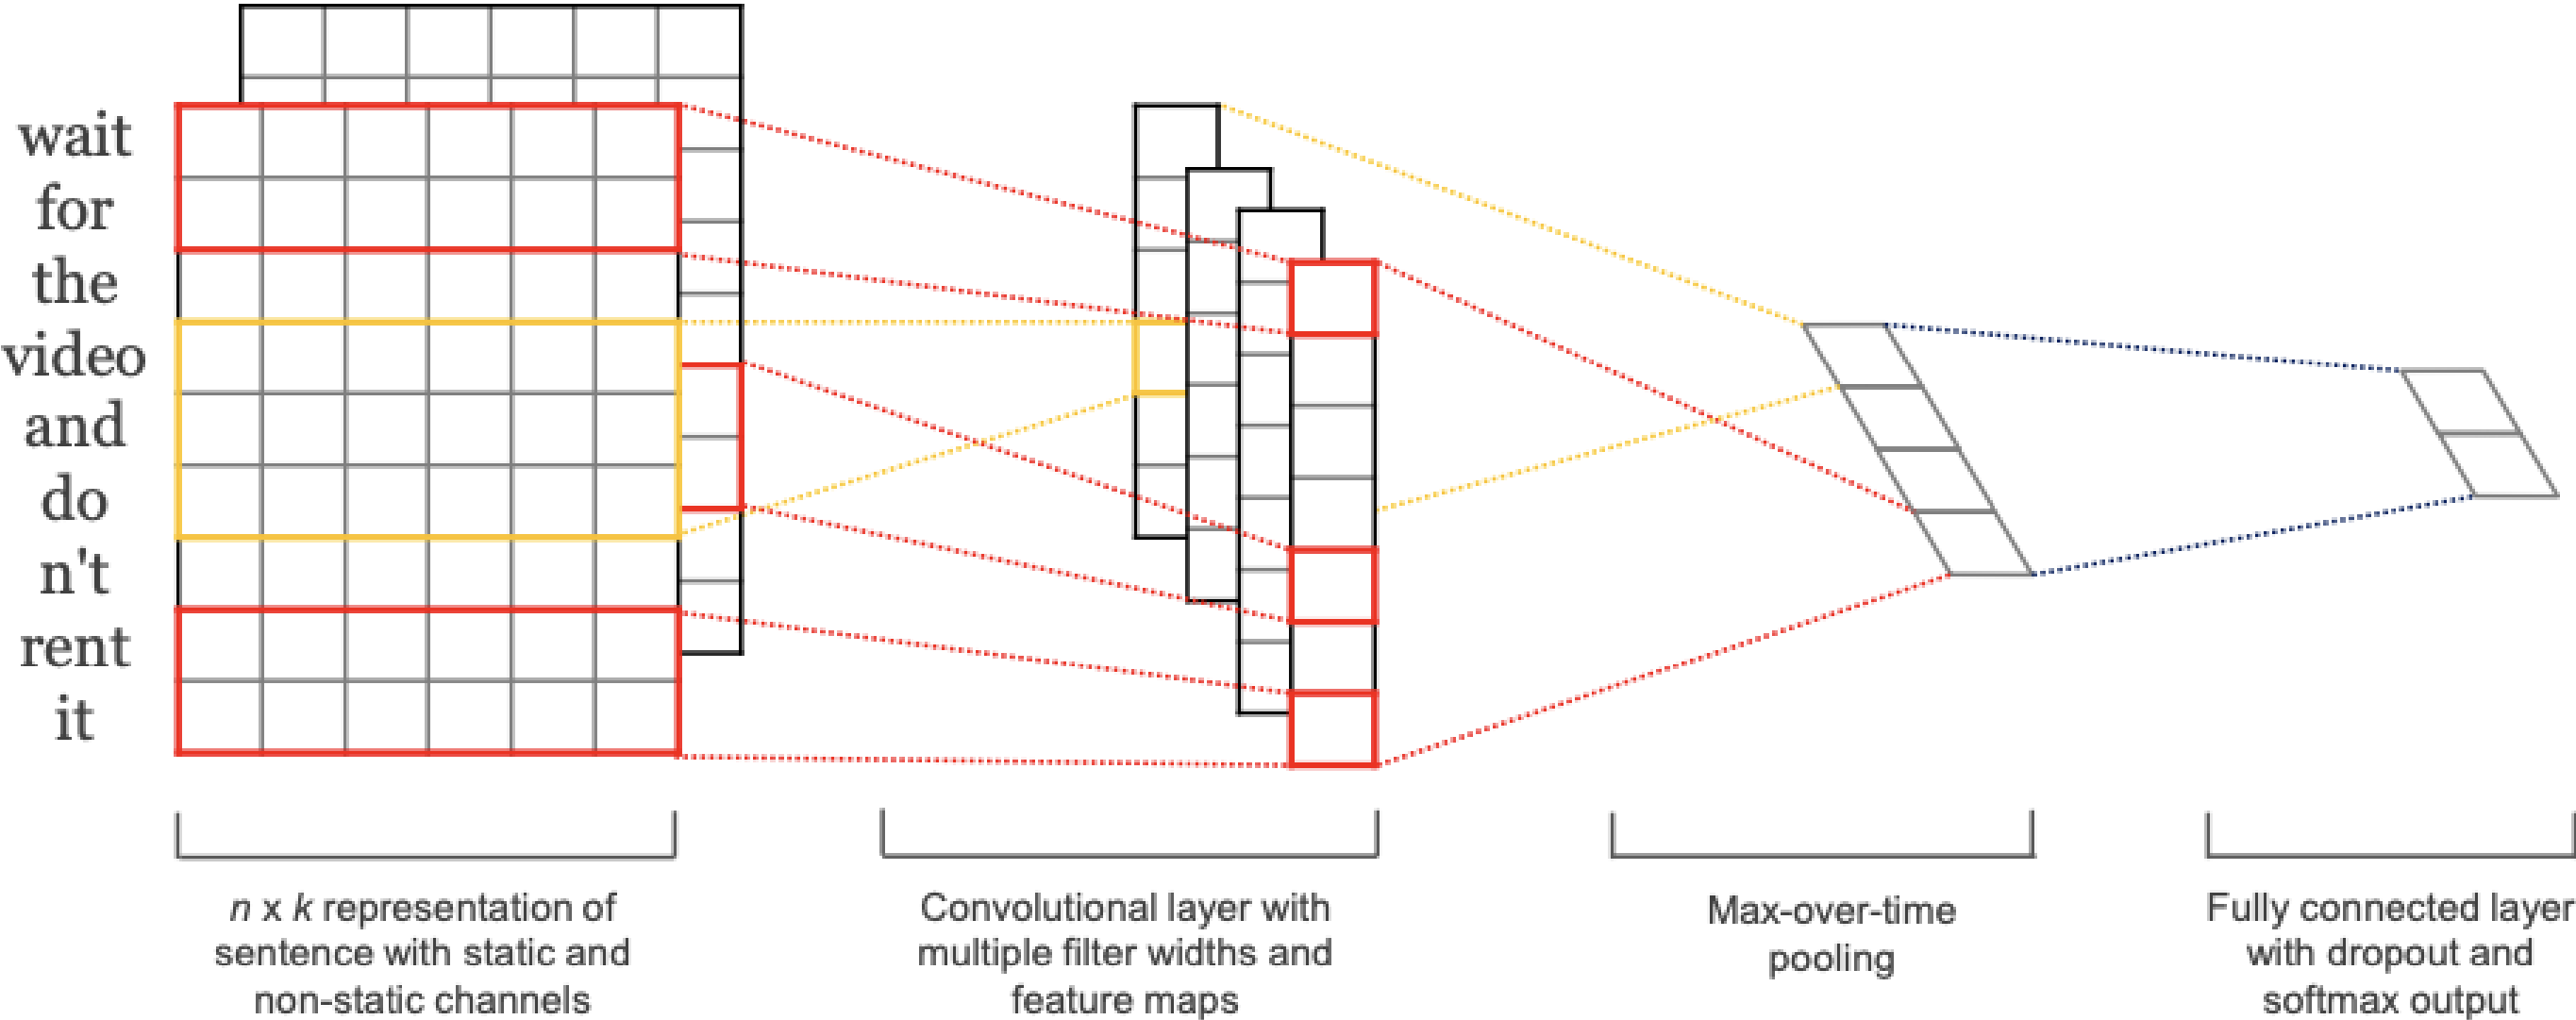 wait
for
the
video
and
do
n't
rent
it
n x k representation of
sentence with static and
non-static channels
Convolutional layer with
multiple filter widths and
feature maps
Max-over-time
pooling
Fully connected layer
with dropout and
softmax output